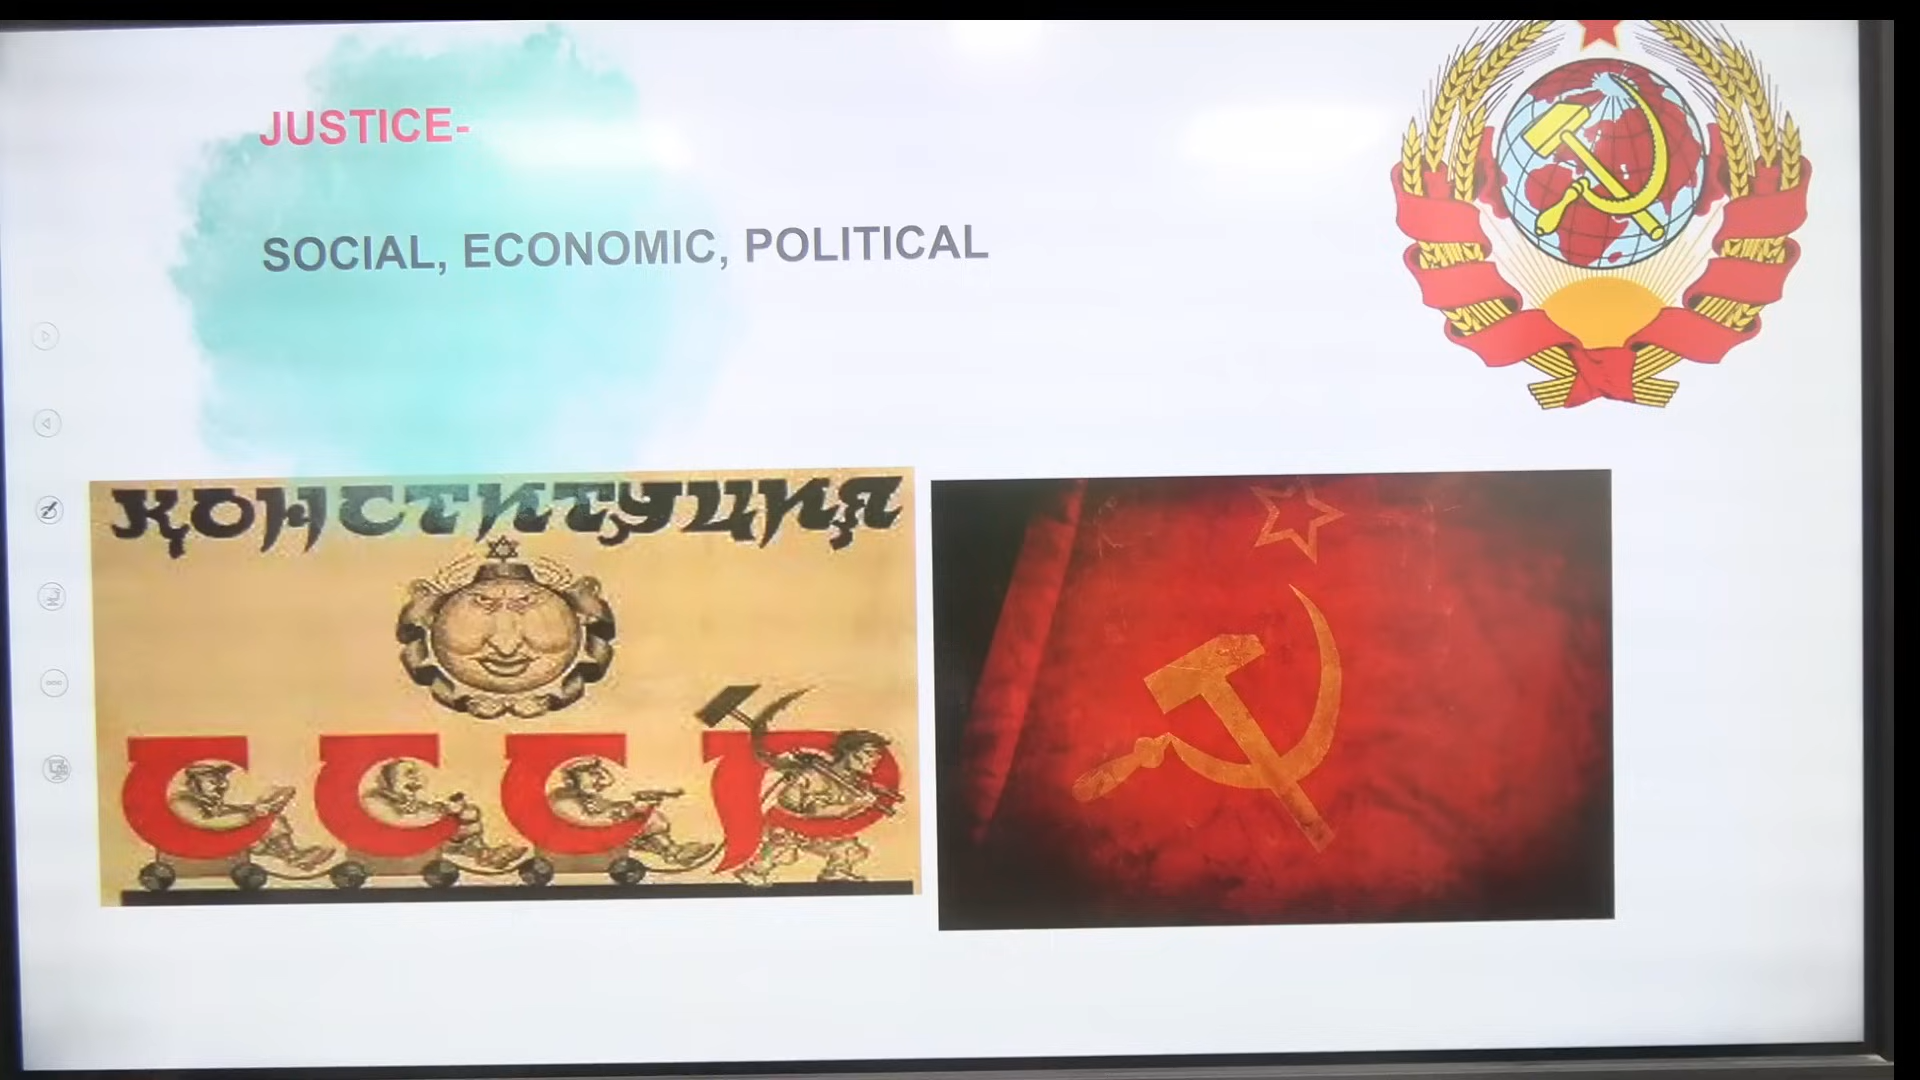 JUSTICE-
SOCIAL, ECONOMIC, POLITICAL
КОНСТИТУЦИЯ
СССР